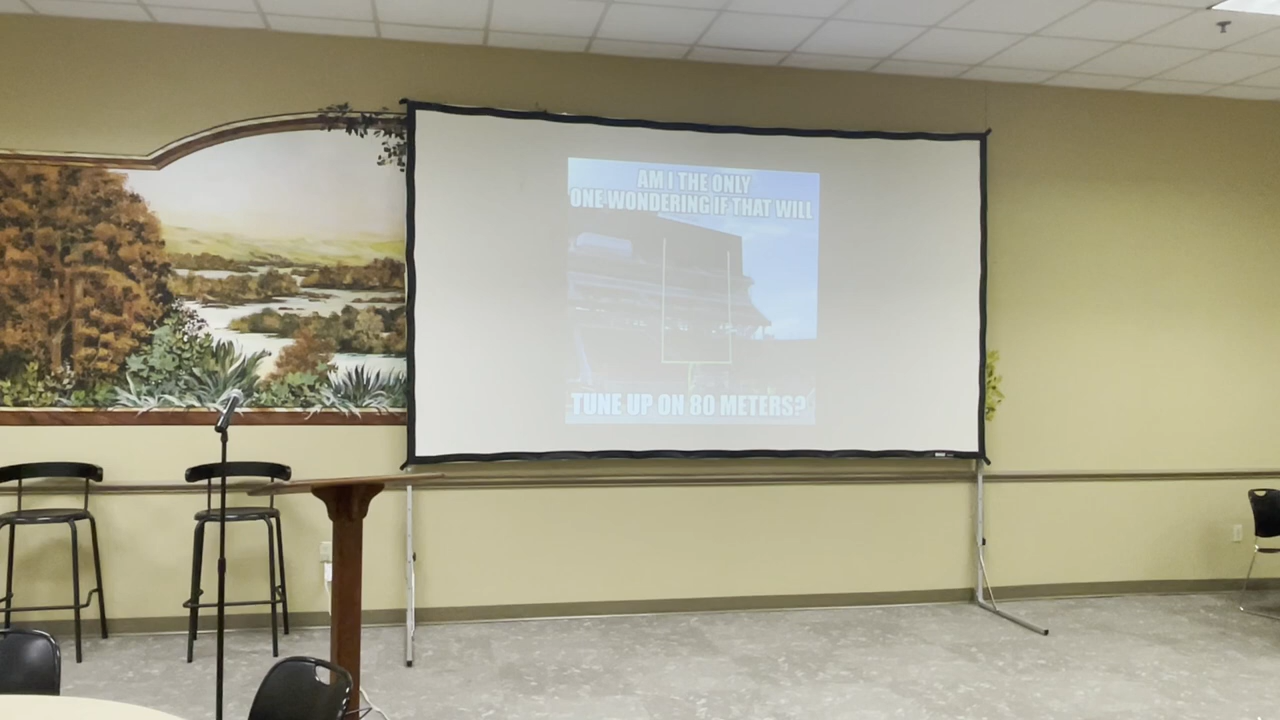 AM I THE ONLY
ONE WONDERING IF THAT WILL
TUNE UP ON 80 METERS?